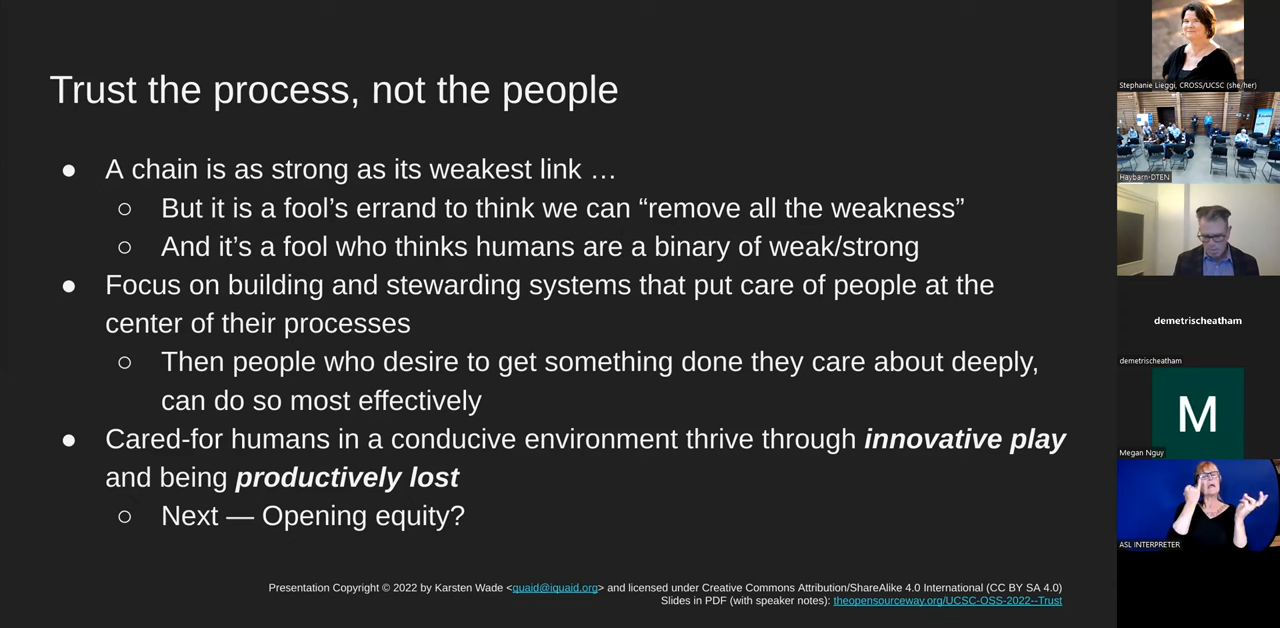 Trust the process, not the people
● A chain is as strong as its weakest link …
○ But it is a fool’s errand to think we can “remove all the weakness”
○ And it’s a fool who thinks humans are a binary of weak/strong
● Focus on building and stewarding systems that put care of people at the
center of their processes
○ Then people who desire to get something done they care about deeply,
can do so most effectively
● Cared-for humans in a conducive environment thrive through innovative play
and being productively lost
○ Next — Opening equity?
Presentation Copyright © 2022 by Karsten Wade <quaid@iquaid.org> and licensed under Creative Commons Attribution/ShareAlike 4.0 International (CC BY SA 4.0)
Slides in PDF (with speaker notes): theopensourceway.org/UCSC-OSS-2022--Trust
Stephanie Lieggi, CROSS/UCSC (she/her)
Haybarn-DTEN
demetrischeatham
demetrischeatham
M
Megan Nguy
ASL INTERPRETER